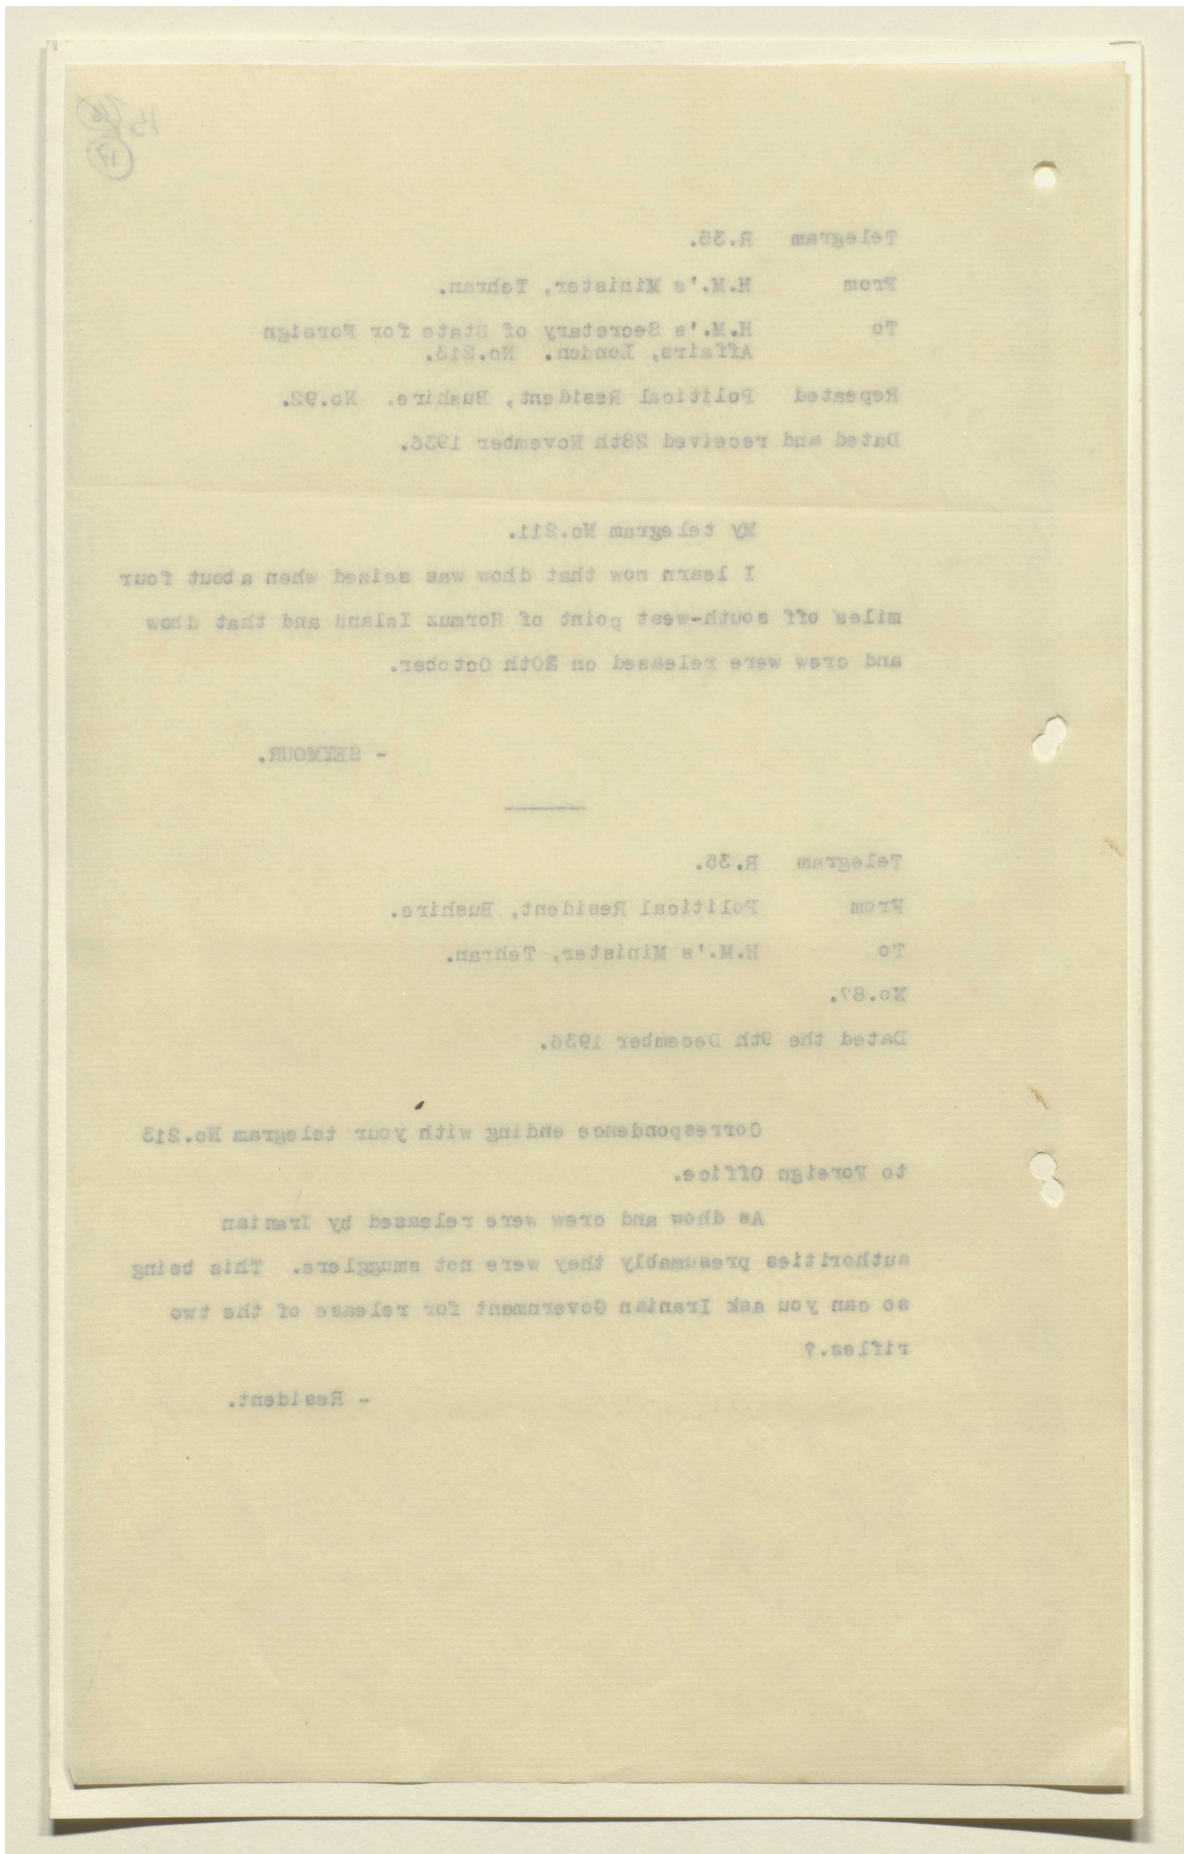 15
Telegram R.35.
From H.M.'s Minister, Tehran.
To H.M.'s Secretary of State for Foreign
Affairs, London. No.213.
Repeated Political Resident, Bushire. No.92.
Dated and received 28th November 1936.
My telegram No.211.
I learn now that dhow was seized when about four
miles off south-west point of Hormuz Island and that dhow
and crew were released on 20th October.
- SEYMOUR.
Telegram R.35.
From Political Resident, Bushire.
To H.M.'s Minister, Tehran.
No.87.
Dated the 9th December 1936.
Correspondence ending with your telegram No.213
to Foreign Office.
As dhow and crew were released by Iranian
authorities presumably they were not smugglers. This being
so can you ask Iranian Government for release of the two
rifles.?
- Resident.